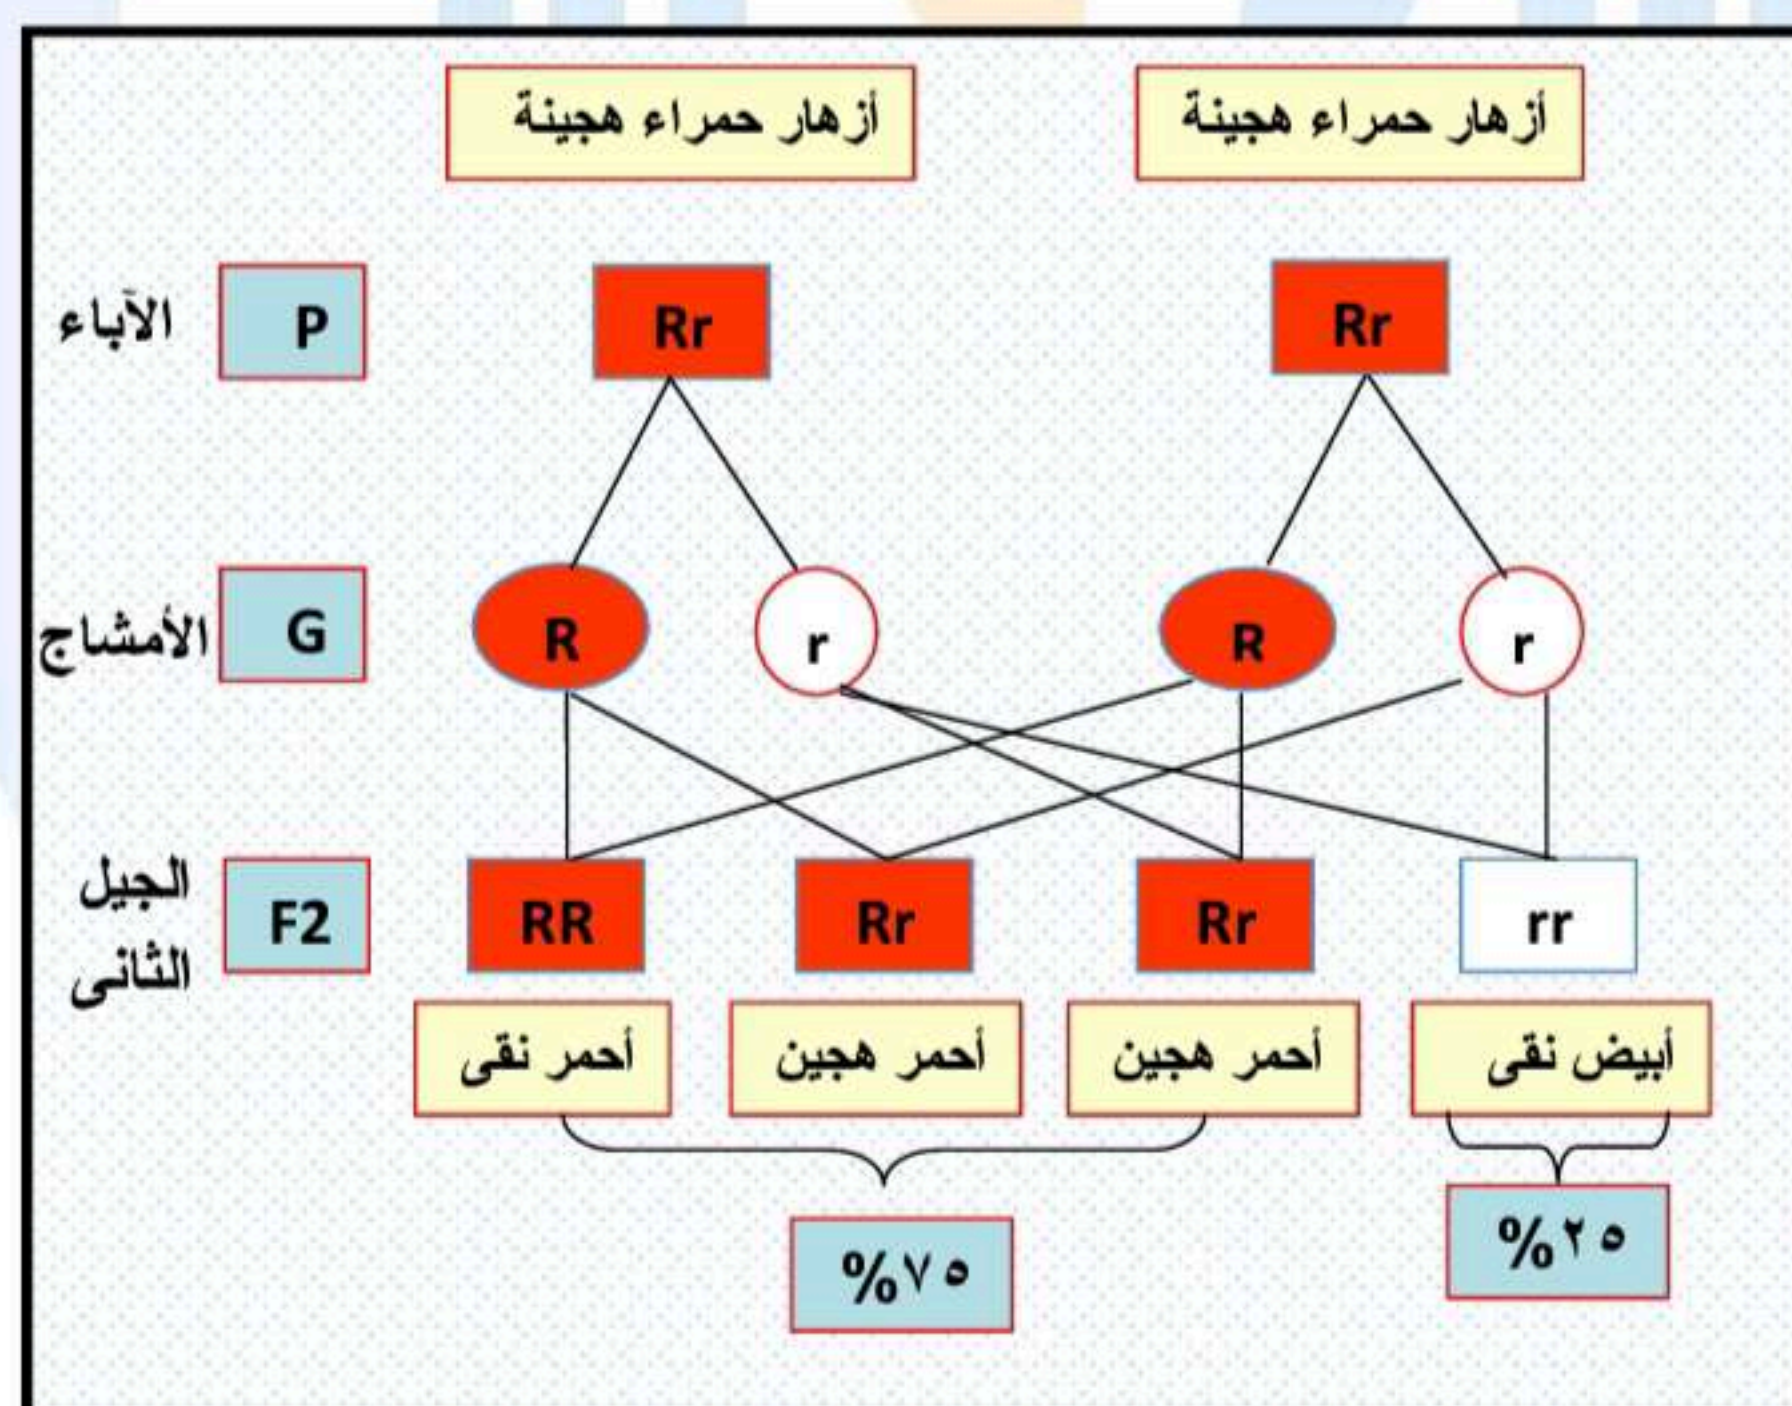 أزهار حمراء هجينة
أزهار حمراء هجينة
الآباء P Rr Rr
الأمشاج G R r R r
الجيل
الثانى
F2 RR Rr Rr rr
أحمر نقى أحمر هجين أحمر هجين أبيض نقى
%٧٥ %٢٥